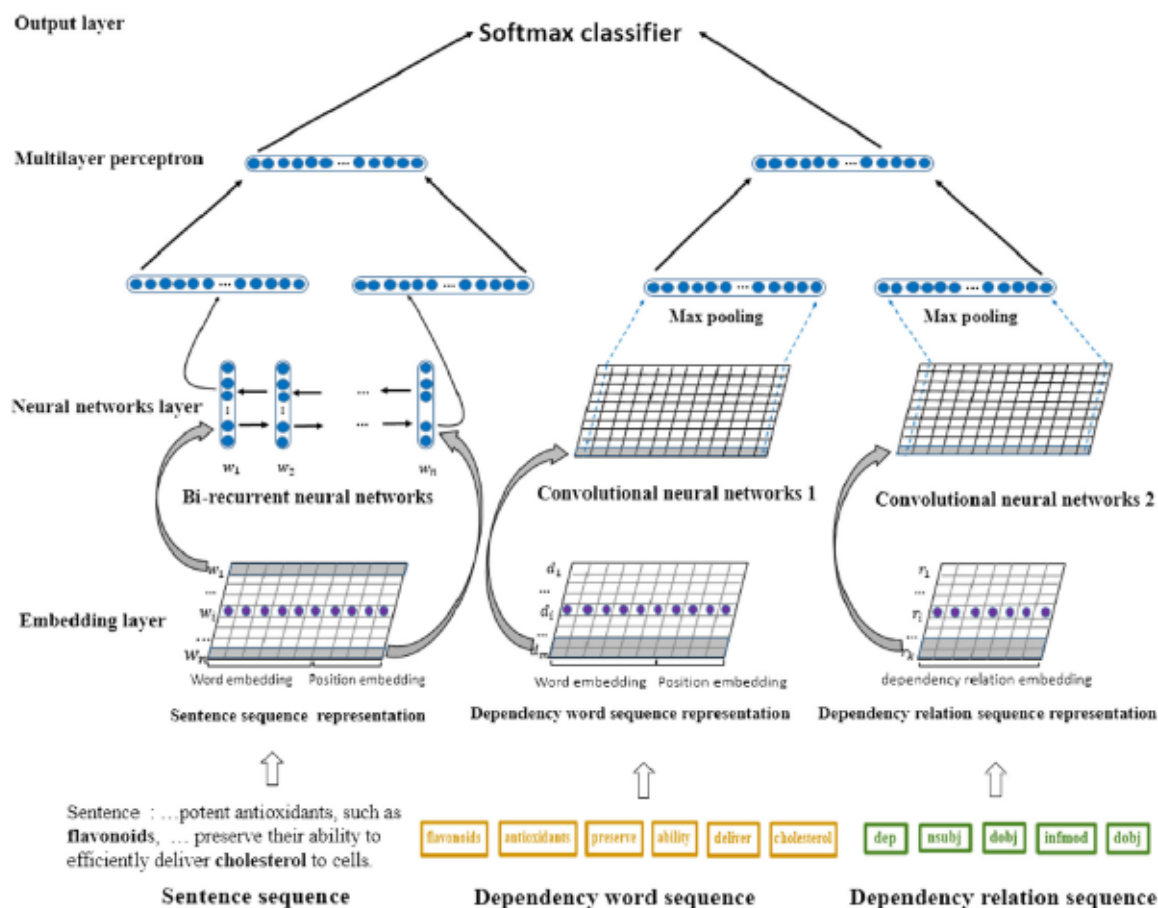 Output layer
Softmax classifier
Multilayer perceptron
...
...
...
...
...
...
Max pooling
Max pooling
...
Neural networks layer
...
w₁
w₂
wₙ
Bi-recurrent neural networks
Convolutional neural networks 1
Convolutional neural networks 2
w₁
...
wᵢ
...
Embedding layer
d₁
...
dᵢ
...
dₘ
r₁
...
rᵢ
...
rₖ
Word embedding
Position embedding
Word embedding
Position embedding
dependency relation embedding
Sentence sequence representation
Dependency word sequence representation
Dependency relation sequence representation
Sentence : …potent antioxidants, such as
flavonoids, … preserve their ability to
efficiently deliver cholesterol to cells.
flavonoids
antioxidants
preserve
ability
deliver
cholesterol
dep
nsubj
dobj
infmod
dobj
Sentence sequence
Dependency word sequence
Dependency relation sequence